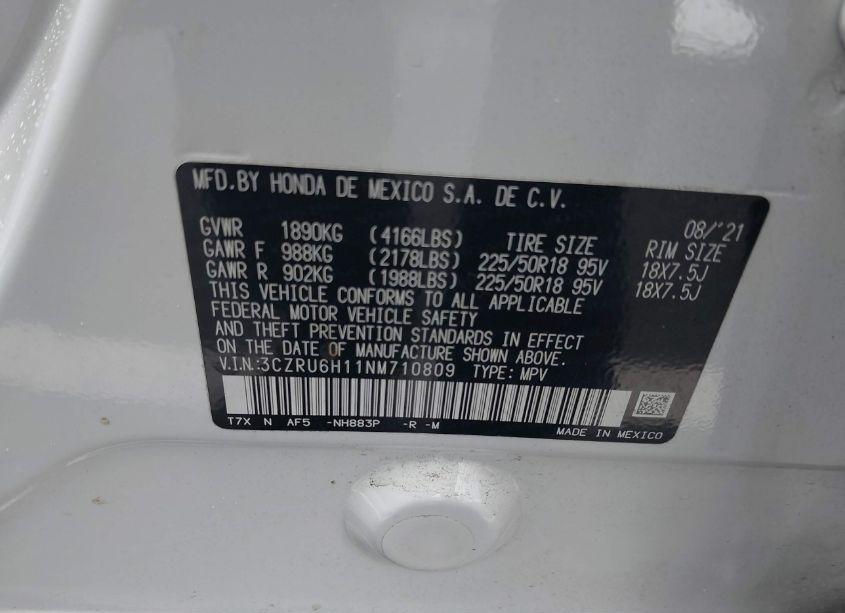 MFD.BY HONDA DE MEXICO S.A. DE C.V.
08/'21
GVWR 1890KG (4166LBS) TIRE SIZE RIM SIZE
GAWR F 988KG (2178LBS) 225/50R18 95V 18X7.5J
GAWR R 902KG (1988LBS) 225/50R18 95V 18X7.5J
THIS VEHICLE CONFORMS TO ALL APPLICABLE
FEDERAL MOTOR VEHICLE SAFETY
AND THEFT PREVENTION STANDARDS IN EFFECT
ON THE DATE OF MANUFACTURE SHOWN ABOVE.
V.I.N.:3CZRU6H11NM710809 TYPE: MPV
T7X N AF5 -NH883P -R -M
MADE IN MEXICO